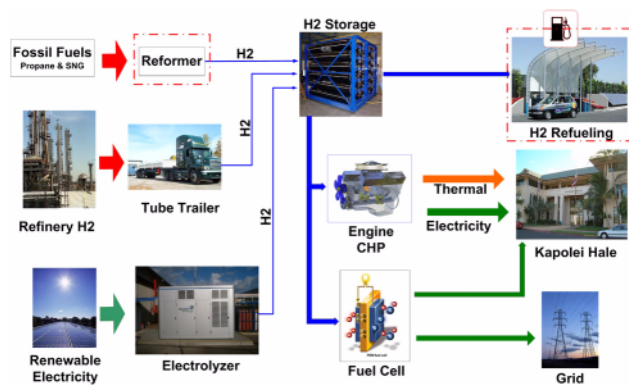 Fossil Fuels
Propane & SNG
Reformer
H2
H2 Storage
H2
H2 Refueling
Refinery H2
Tube Trailer
H2
Engine
CHP
Thermal
Electricity
Kapolei Hale
Renewable
Electricity
Electrolyzer
Fuel Cell
Grid